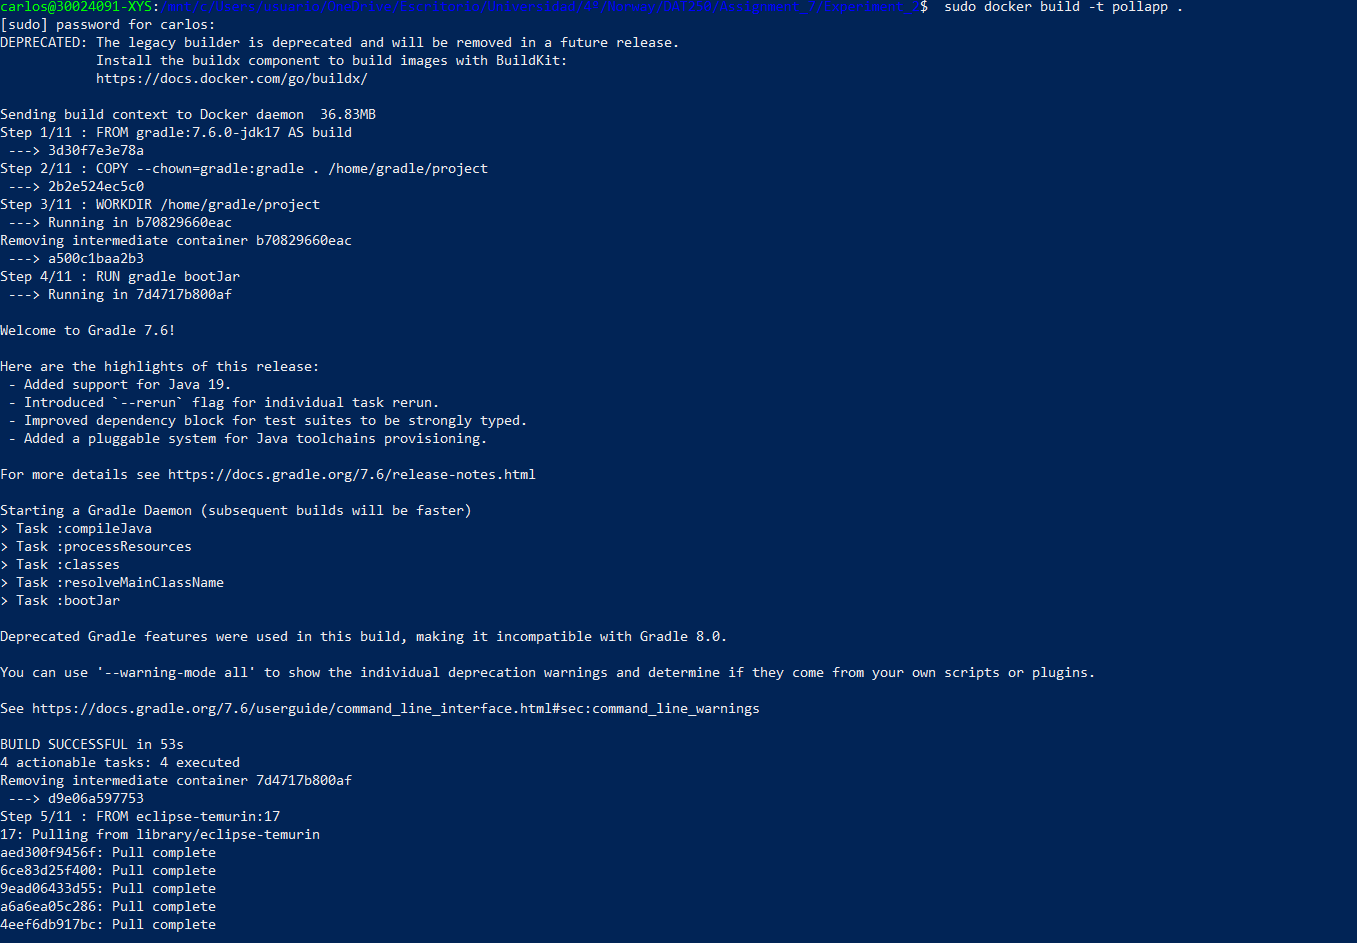 carlos@30024091-XYS:/mnt/c/Users/usuario/OneDrive/Escritorio/Universidad/4º/Noruey/DAT250/Assignment 7/Experiment 2$  sudo docker build -t pollapp .
[sudo] password for carlos:
DEPRECATED: The legacy builder is deprecated and will be removed in a future release.
            Install the buildx component to build images with BuildKit:
            https://docs.docker.com/go/buildx/

Sending build context to Docker daemon  36.83MB
Step 1/11 : FROM gradle:7.6.0-jdk17 AS build
 ---> 3d30f7e3e78a
Step 2/11 : COPY --chown=gradle:gradle . /home/gradle/project
 ---> 2b2e524ec5c0
Step 3/11 : WORKDIR /home/gradle/project
 ---> Running in b70829660eac
Removing intermediate container b70829660eac
 ---> a500c1baa2b3
Step 4/11 : RUN gradle bootJar
 ---> Running in 7d4717b800af

Welcome to Gradle 7.6!

Here are the highlights of this release:
 - Added support for Java 19.
 - Introduced `--rerun` flag for individual task rerun.
 - Improved dependency block for test suites to be strongly typed.
 - Added a pluggable system for Java toolchains provisioning.

For more details see https://docs.gradle.org/7.6/release-notes.html

Starting a Gradle Daemon (subsequent builds will be faster)
> Task :compileJava
> Task :processResources
> Task :classes
> Task :resolveMainClassName
> Task :bootJar

Deprecated Gradle features were used in this build, making it incompatible with Gradle 8.0.

You can use '--warning-mode all' to show the individual deprecation warnings and determine if they come from your own scripts or plugins.

See https://docs.gradle.org/7.6/userguide/command_line_interface.html#sec:command_line_warnings

BUILD SUCCESSFUL in 53s
4 actionable tasks: 4 executed
Removing intermediate container 7d4717b800af
 ---> d9e06a597753
Step 5/11 : FROM eclipse-temurin:17
17: Pulling from library/eclipse-temurin
aed300f9456f: Pull complete
6ce83d25f400: Pull complete
9ead06433d55: Pull complete
a6a6ea05c286: Pull complete
4eef6db917bc: Pull complete